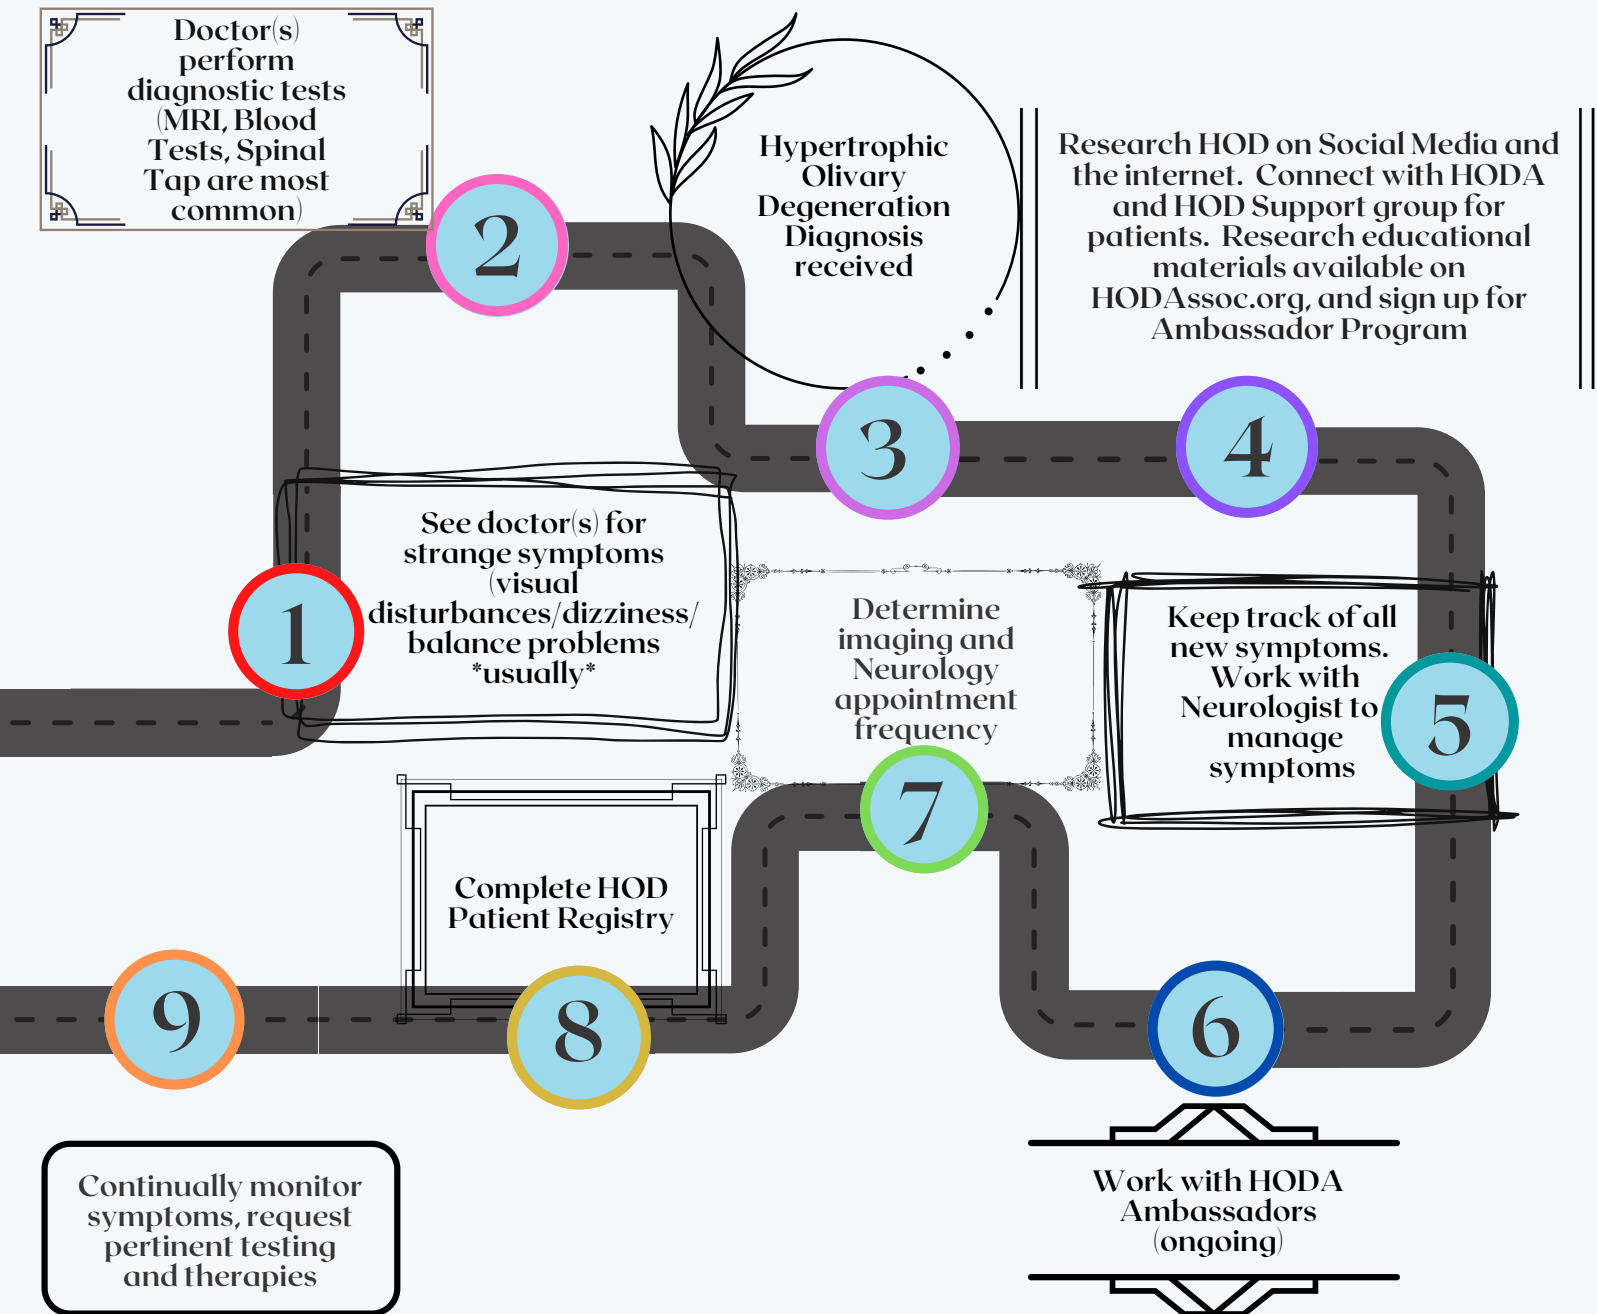 Doctor(s)
perform
diagnostic tests
(MRI, Blood
Tests, Spinal
Tap are most
common)
2
Hypertrophic
Olivary
Degeneration
Diagnosis
received
Research HOD on Social Media and
the internet.  Connect with HODA
and HOD Support group for
patients.  Research educational
materials available on
HODAssoc.org, and sign up for
Ambassador Program
3
4
1
See doctor(s) for
strange symptoms
(visual
disturbances/dizziness/
balance problems
*usually*
Determine
imaging and
Neurology
appointment
frequency
7
Keep track of all
new symptoms.
Work with
Neurologist to
manage
symptoms
5
Complete HOD
Patient Registry
9
8
6
Continually monitor
symptoms, request
pertinent testing
and therapies
Work with HODA
Ambassadors
(ongoing)